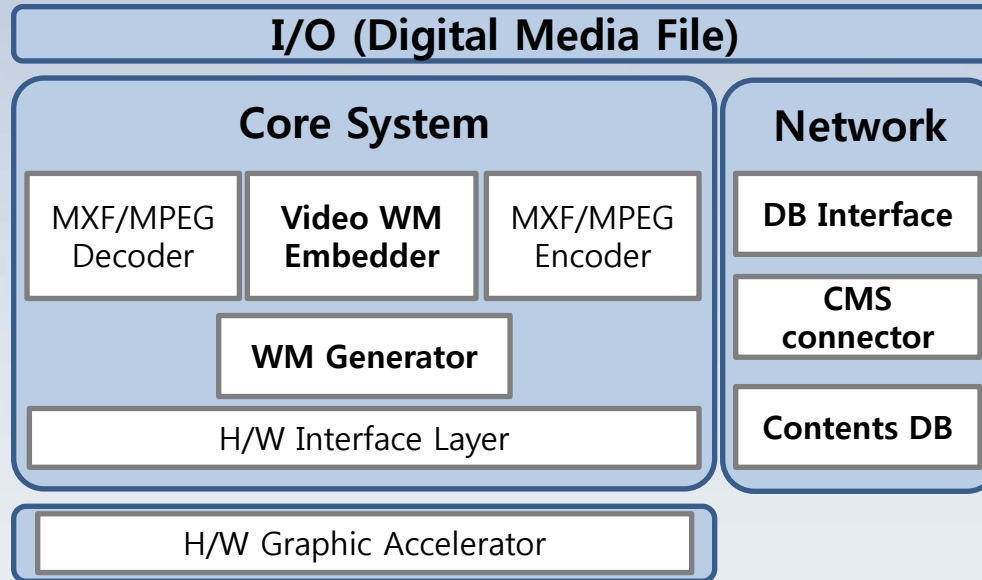 I/O (Digital Media File)
Core System
MXF/MPEG
Decoder
Video WM
Embedder
MXF/MPEG
Encoder
WM Generator
H/W Interface Layer
Network
DB Interface
CMS
connector
Contents DB
H/W Graphic Accelerator